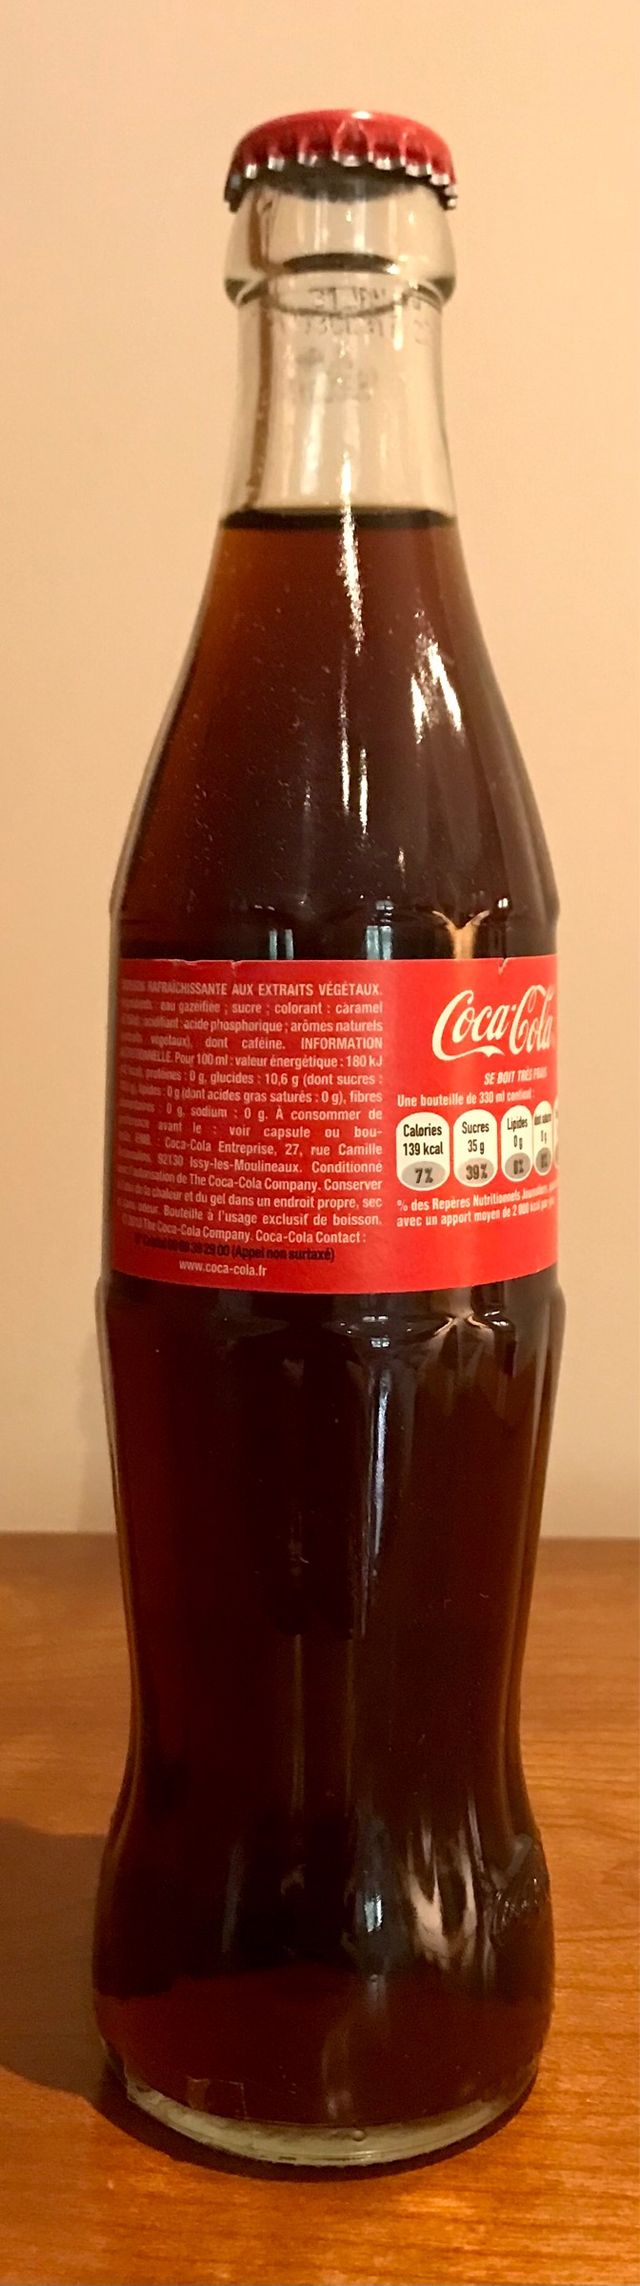 31 JAN
RAFRAÎCHISSANTE AUX EXTRAITS VÉGÉTAUX.
eau gazéifiée ; sucre ; colorant : caramel
acidifiant : acide phosphorique ; arômes naturels
végétaux), dont caféine. INFORMATION
Pour 100 ml : valeur énergétique : 180 kJ
protéines : 0 g, glucides : 10,6 g (dont sucres :
lipides : 0 g (dont acides gras saturés : 0 g), fibres
: 0 g, sodium : 0 g. À consommer de
avant le : voir capsule ou bou-
: Coca-Cola Entreprise, 27, rue Camille
92130 Issy-les-Moulineaux. Conditionné
de The Coca-Cola Company. Conserver
de la chaleur et du gel dans un endroit propre, sec
odeur. Bouteille à l'usage exclusif de boisson.
The Coca-Cola Company. Coca-Cola Contact :
(Appel non surtaxé)
www.coca-cola.fr
Coca-Cola
SE BOIT TRÈS FRAIS
Une bouteille de 330 ml contient :
Calories Sucres Lipides
139 kcal 35 g 0 g
7% 39% 0%
% des Repères Nutritionnels Journaliers
avec un apport moyen de 2 000 kcal par